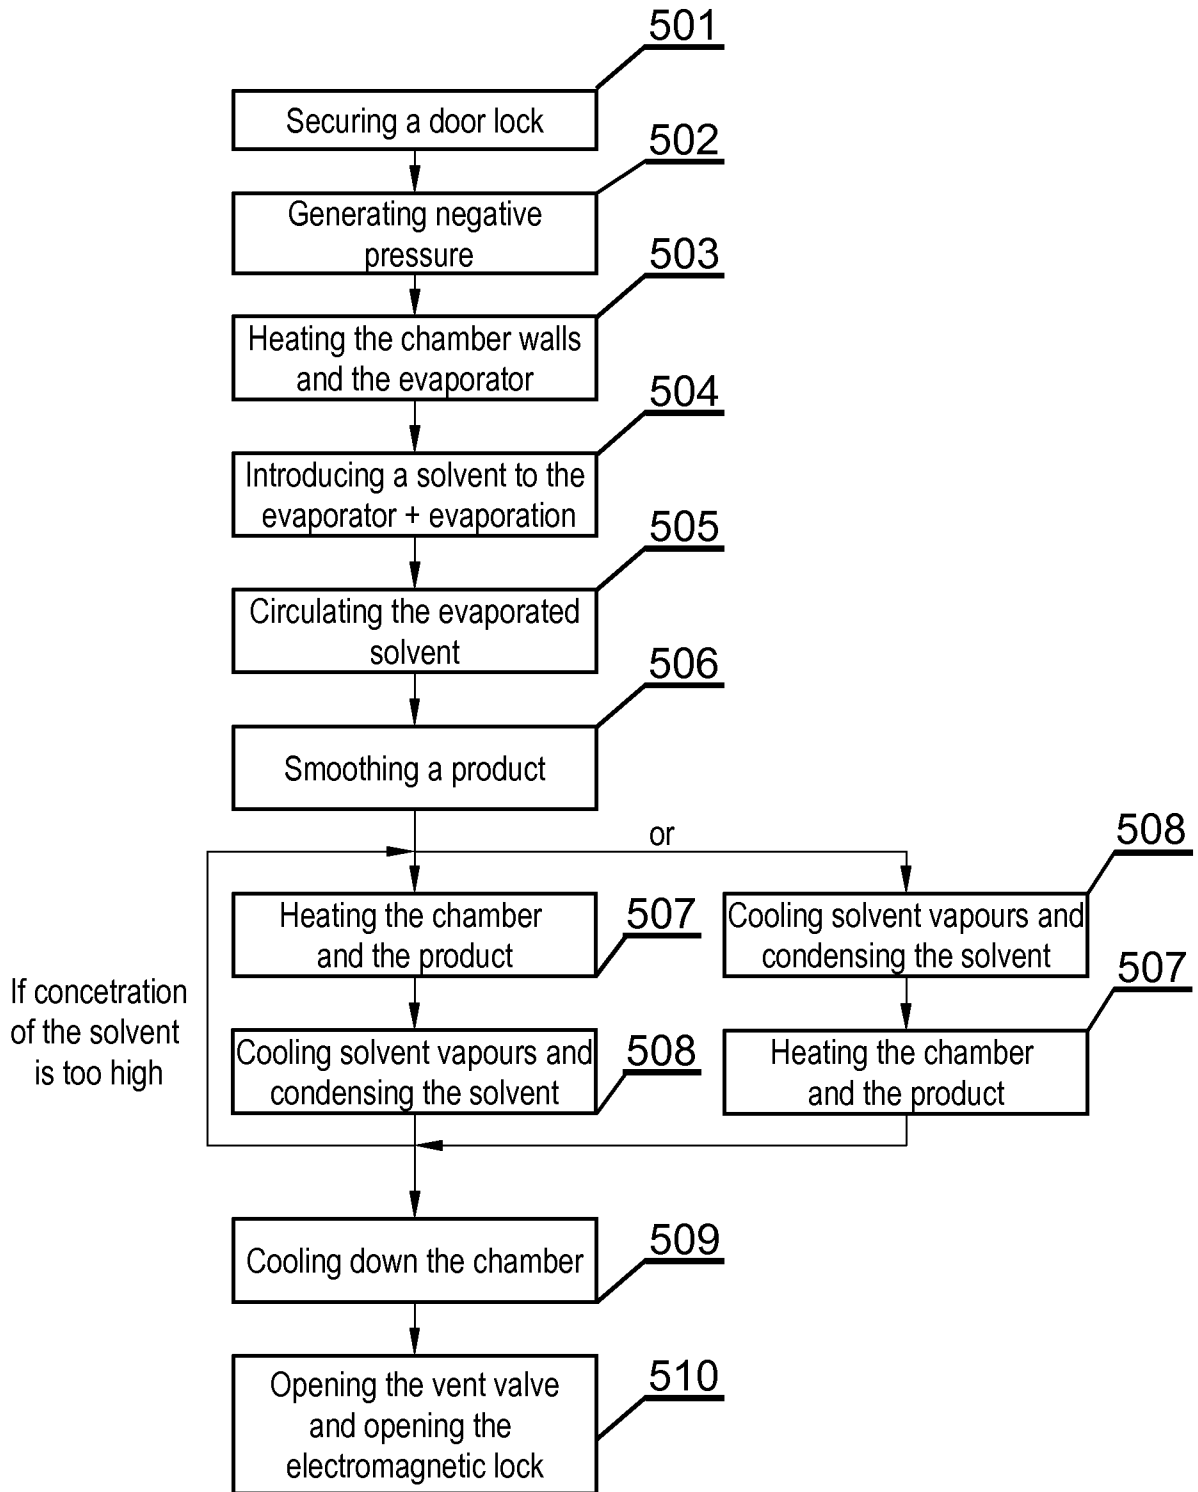 501
Securing a door lock
502
Generating negative
pressure
503
Heating the chamber walls
and the evaporator
504
Introducing a solvent to the
evaporator + evaporation
505
Circulating the evaporated
solvent
506
Smoothing a product
or
Heating the chamber
and the product
507
Cooling solvent vapours and
condensing the solvent
508
If concetration
of the solvent
is too high
Cooling solvent vapours and
condensing the solvent
508
Heating the chamber
and the product
507
Cooling down the chamber
509
Opening the vent valve
and opening the
electromagnetic lock
510